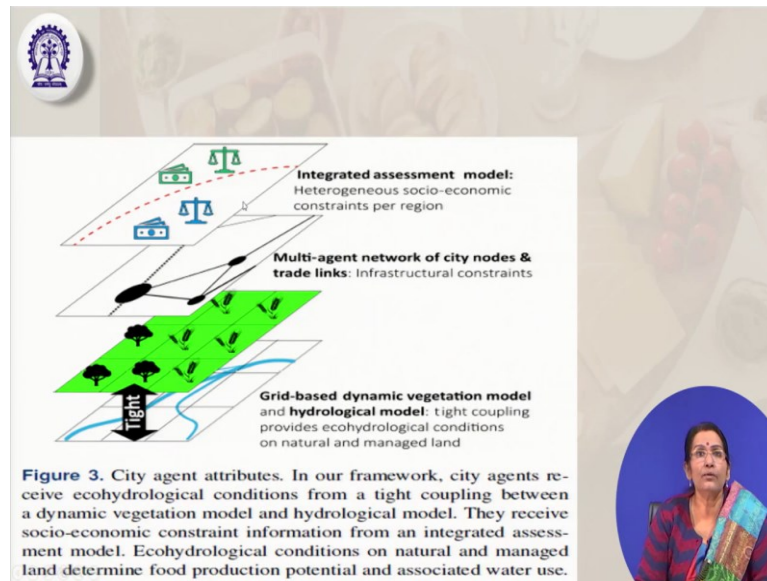 Integrated assessment model:
Heterogeneous socio-economic
constraints per region
Multi-agent network of city nodes &
trade links: Infrastructural constraints
Tight
Grid-based dynamic vegetation model
and hydrological model: tight coupling
provides ecohydrological conditions
on natural and managed land
Figure 3. City agent attributes. In our framework, city agents re-
ceive ecohydrological conditions from a tight coupling between
a dynamic vegetation model and hydrological model. They receive
socio-economic constraint information from an integrated assess-
ment model. Ecohydrological conditions on natural and managed
land determine food production potential and associated water use.